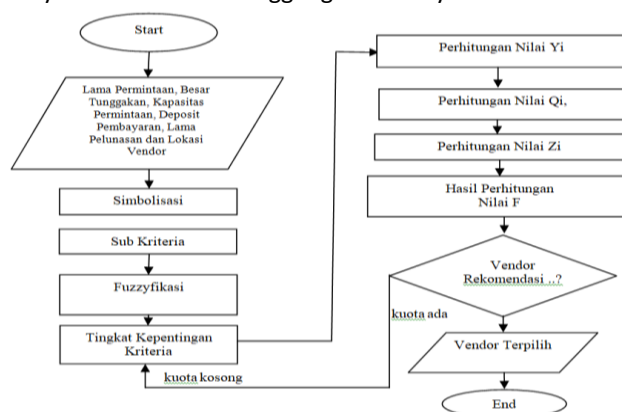 Start
Lama Permintaan, Besar
Tunggakan, Kapasitas
Permintaan, Deposit
Pembayaran, Lama
Pelunasan dan Lokasi
Vendor
Simbolisasi
Sub Kriteria
Fuzzyfikasi
Tingkat Kepentingan
Kriteria
Perhitungan Nilai Yi
Perhitungan Nilai Qi,
Perhitungan Nilai Zi
Hasil Perhitungan
Nilai F
Vendor
Rekomendasi ..?
kuota ada
kuota kosong
Vendor Terpilih
End